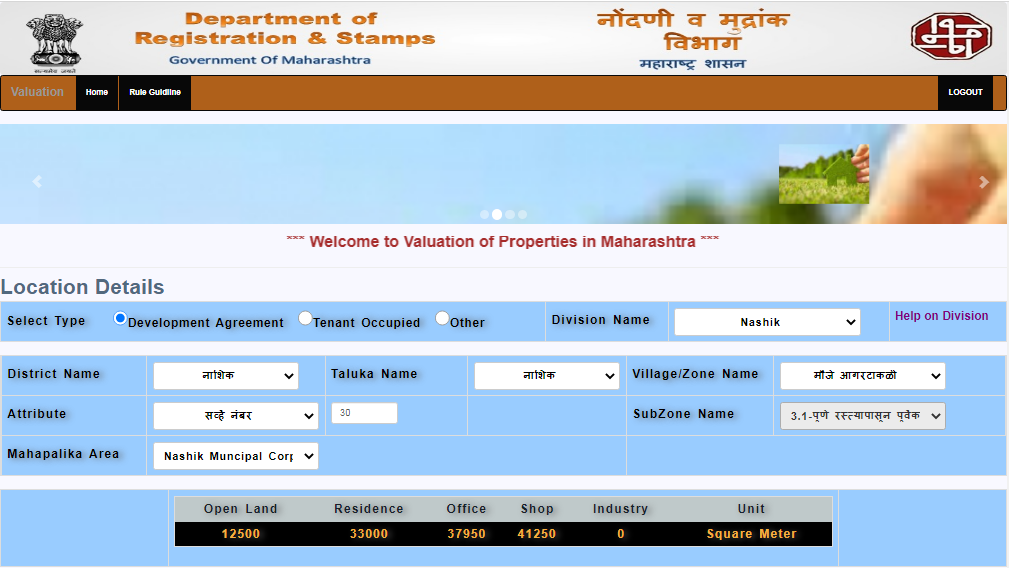 Department of
Registration & Stamps
Government Of Maharashtra
नोंदणी व मुद्रांक
विभाग
महाराष्ट्र शासन
सत्यमेव जयते
Valuation Home Rule Guidline LOGOUT
*** Welcome to Valuation of Properties in Maharashtra ***
Location Details
Select Type Development Agreement Tenant Occupied Other Division Name Nashik Help on Division
District Name नाशिक Taluka Name नाशिक Village/Zone Name मौजे आगरटाकळी
Attribute सर्व्हे नंबर 30 SubZone Name 3.1-पूणे रस्त्यापासून पूर्वेक
Mahapalika Area Nashik Muncipal Corp
Open Land Residence Office Shop Industry Unit
12500 33000 37950 41250 0 Square Meter